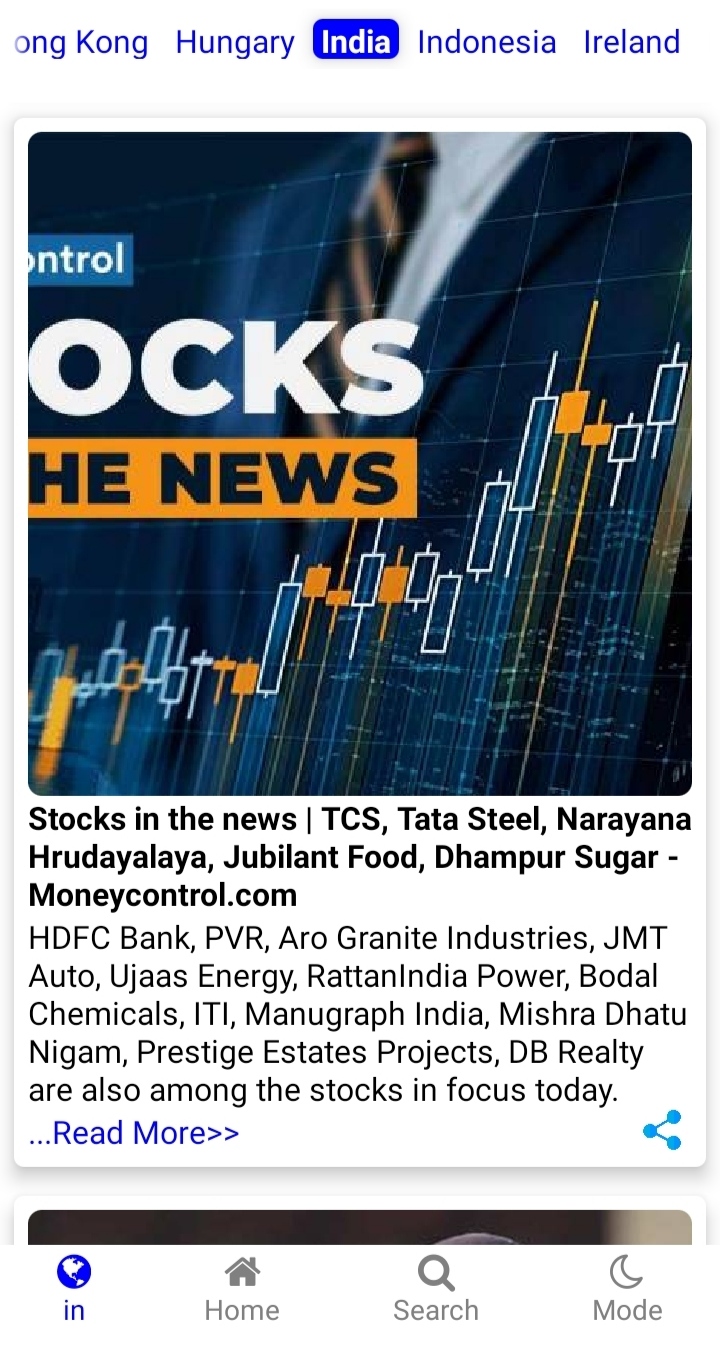 ong Kong Hungary India Indonesia Ireland
ontrol
OCKS
HE NEWS
Stocks in the news | TCS, Tata Steel, Narayana
Hrudayalaya, Jubilant Food, Dhampur Sugar -
Moneycontrol.com
HDFC Bank, PVR, Aro Granite Industries, JMT
Auto, Ujaas Energy, RattanIndia Power, Bodal
Chemicals, ITI, Manugraph India, Mishra Dhatu
Nigam, Prestige Estates Projects, DB Realty
are also among the stocks in focus today.
...Read More>>
in Home Search Mode